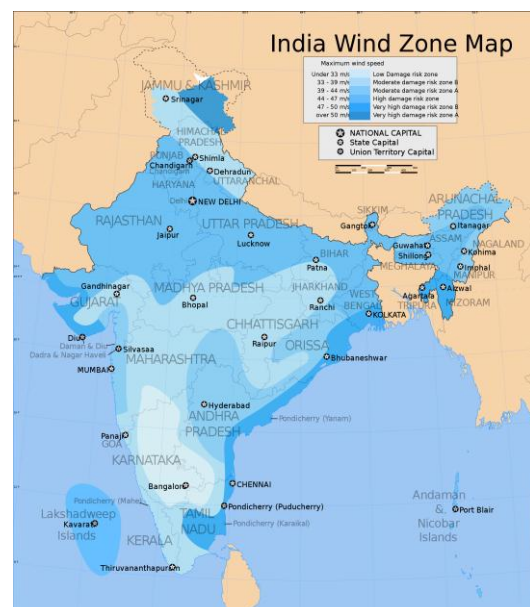 India Wind Zone Map
Maximum wind speed
Under 33 m/s Low Damage risk zone
33 - 39 m/s Moderate damage risk zone B
39 - 44 m/s Moderate damage risk zone A
44 - 47 m/s High damage risk zone
47 - 50 m/s Very high damage risk zone B
over 50 m/s Very high damage risk zone A
NATIONAL CAPITAL
State Capital
Union Territory Capital
JAMMU & KASHMIR
Srinagar
HIMACHAL
PRADESH
PUNJAB
Shimla
Chandigarh
Chandigarh
Dehradun
UTTARANCHAL
HARYANA
Delhi
NEW DELHI
RAJASTHAN
Jaipur
UTTAR PRADESH
Lucknow
SIKKIM
Gangtok
ARUNACHAL
PRADESH
Itanagar
ASSAM
Guwahati
NAGALAND
Kohima
Shillong
MEGHALAYA
Imphal
MANIPUR
BIHAR
Patna
Agartala
TRIPURA
Aizwal
MIZORAM
Gandhinagar
GUJARAT
MADHYA PRADESH
Bhopal
JHARKHAND
Ranchi
WEST
BENGAL
KOLKATA
CHHATTISGARH
Raipur
ORISSA
Bhubaneshwar
Diu
Daman & Diu
Dadra & Nagar Haveli
Silvasaa
MAHARASHTRA
MUMBAI
Hyderabad
ANDHRA
PRADESH
Pondicherry (Yanam)
Panaji
GOA
KARNATAKA
Bangalore
CHENNAI
Pondicherry (Mahe)
Pondicherry (Puducherry)
Pondicherry (Karaikal)
Lakshadweep
Islands
Kavarati
TAMIL
NADU
KERALA
Thiruvananthapuram
Andaman
&
Nicobar
Islands
Port Blair